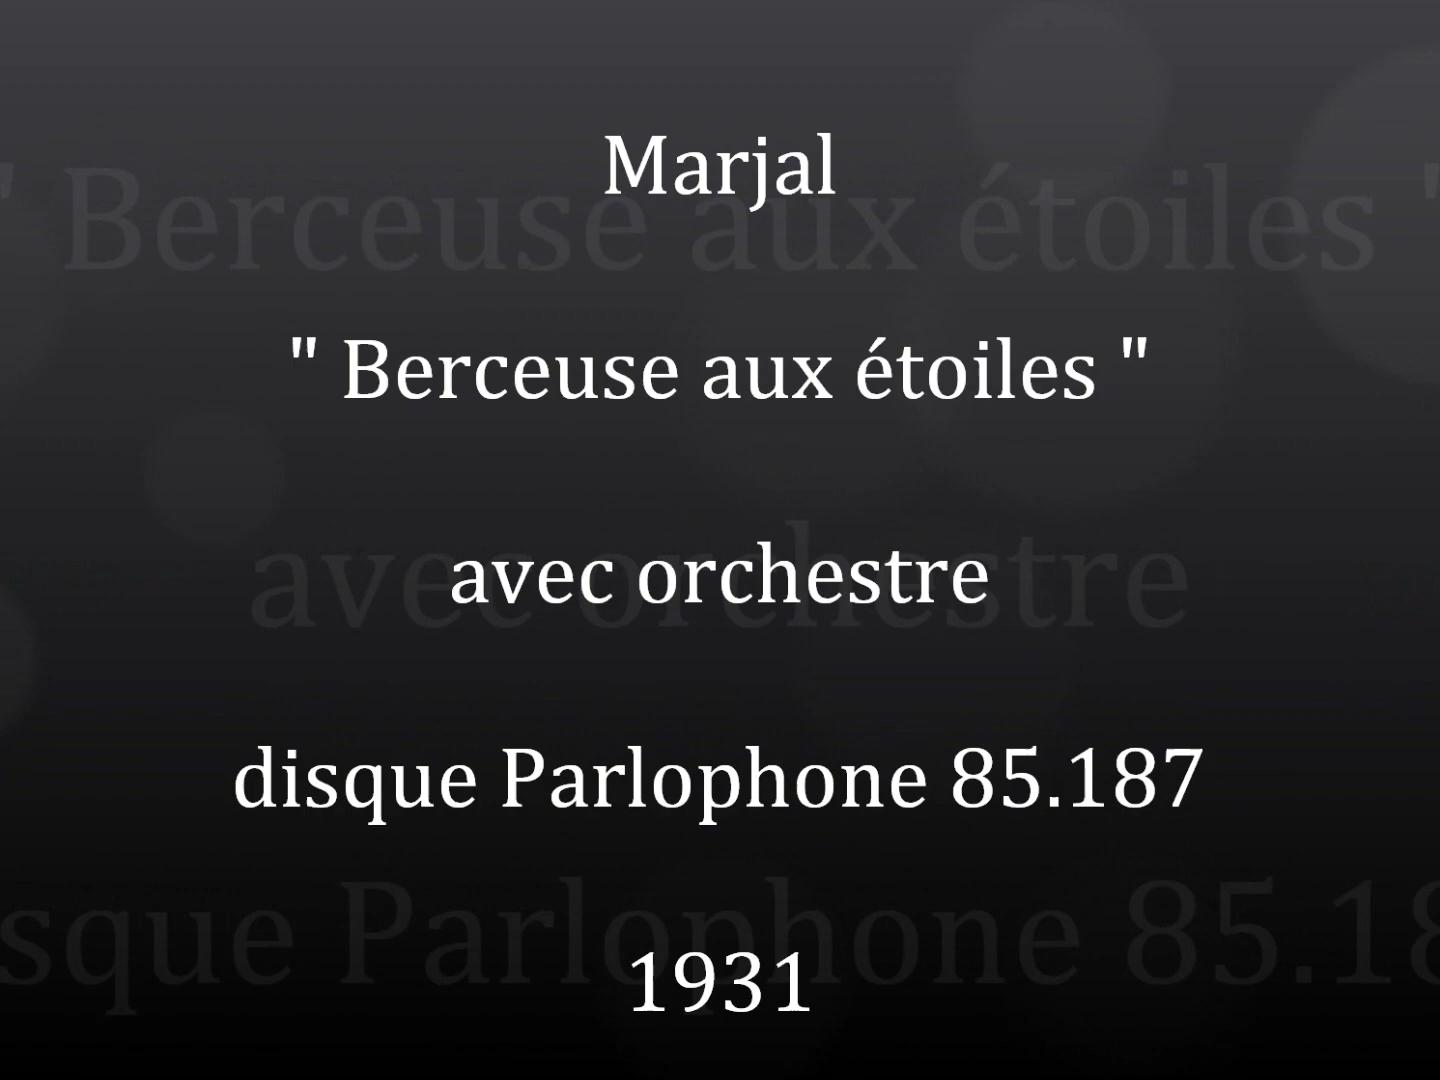 Marjal
" Berceuse aux étoiles "
avec orchestre
disque Parlophone 85.187
1931